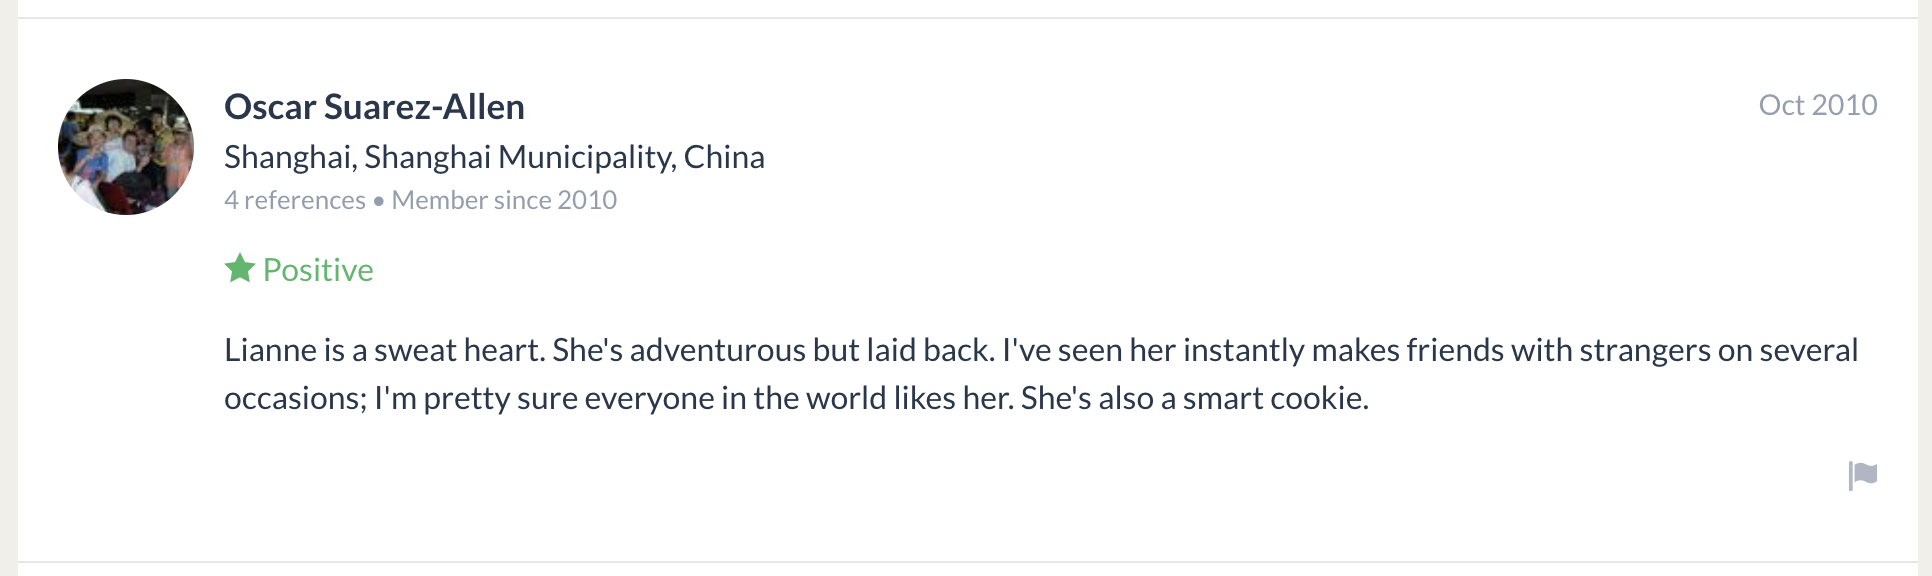 Oscar Suarez-Allen
Oct 2010
Shanghai, Shanghai Municipality, China
4 references • Member since 2010
Positive
Lianne is a sweat heart. She's adventurous but laid back. I've seen her instantly makes friends with strangers on several
occasions; I'm pretty sure everyone in the world likes her. She's also a smart cookie.